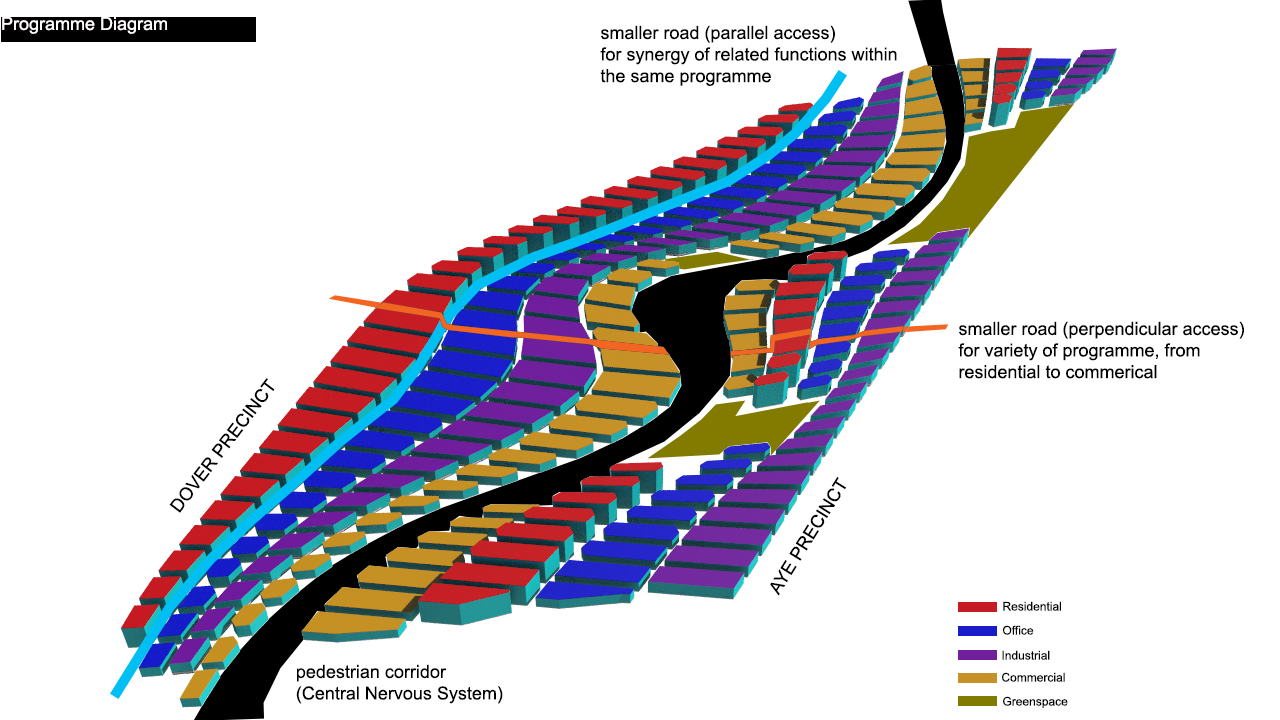 Programme Diagram
smaller road (parallel access)
for synergy of related functions within
the same programme
smaller road (perpendicular access)
for variety of programme, from
residential to commerical
DOVER PRECINCT
AYE PRECINCT
pedestrian corridor
(Central Nervous System)
Residential
Office
Industrial
Commercial
Greenspace